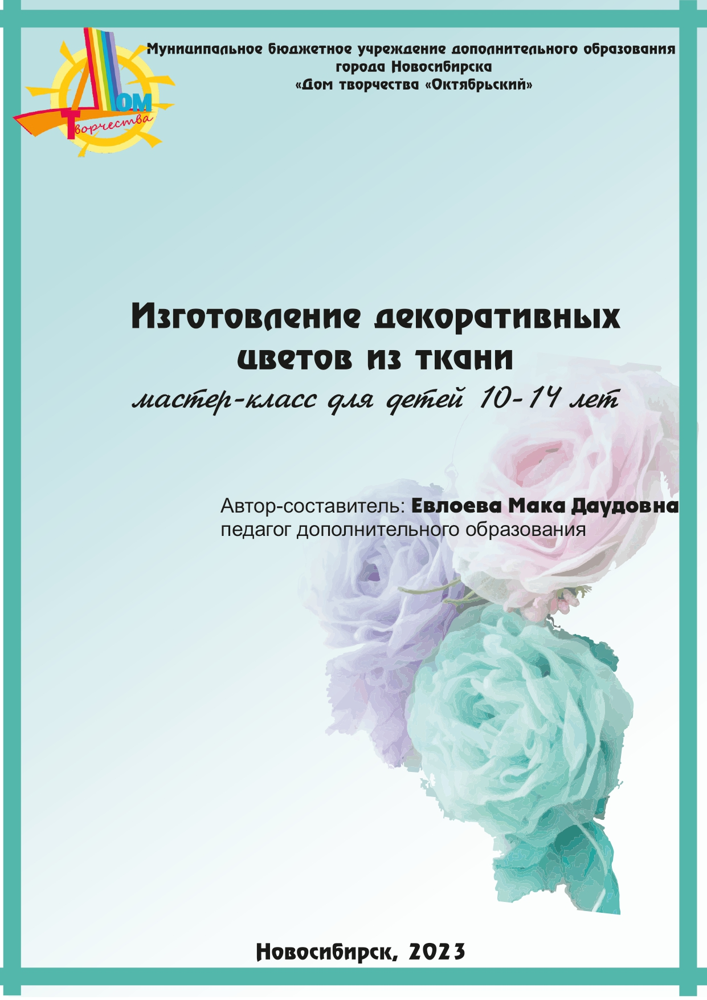 Муниципальное бюджетное учреждение дополнительного образования
города Новосибирска
«Дом творчества «Октябрьский»
Дом
Творчества
Изготовление декоративных
цветов из ткани
мастер-класс для детей 10-14 лет
Автор-составитель: Евлоева Мака Даудовна
педагог дополнительного образования
Новосибирск, 2023